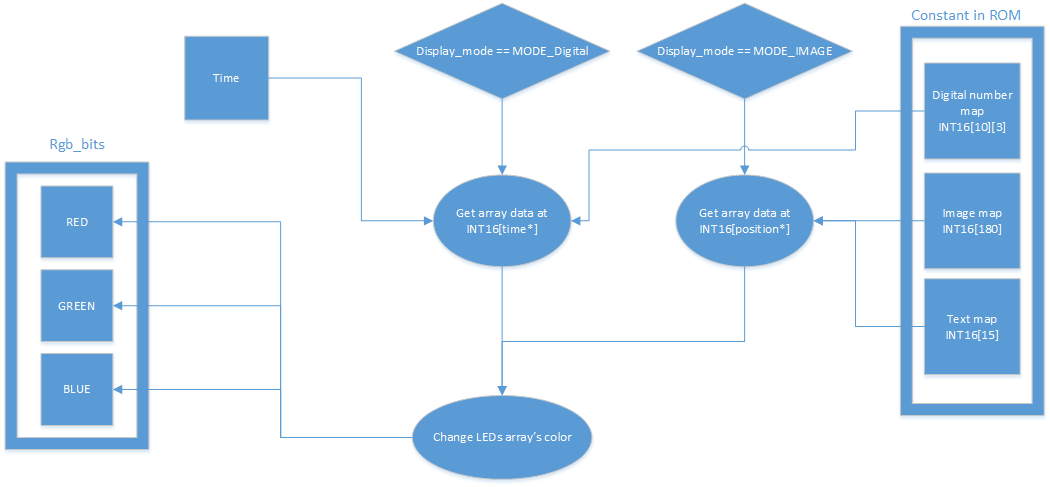 Constant in ROM
Display_mode == MODE_Digital
Display_mode == MODE_IMAGE
Time
Digital number
map
INT16[10][3]
Rgb_bits
RED
Get array data at
INT16[time*]
Get array data at
INT16[position*]
Image map
INT16[180]
GREEN
Text map
INT16[15]
BLUE
Change LEDs array's color